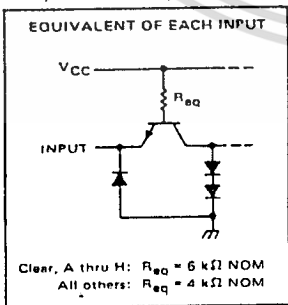 EQUIVALENT OF EACH INPUT
VCC
Req
INPUT
Clear, A thru H: Req = 6 kΩ NOM
All others: Req = 4 kΩ NOM